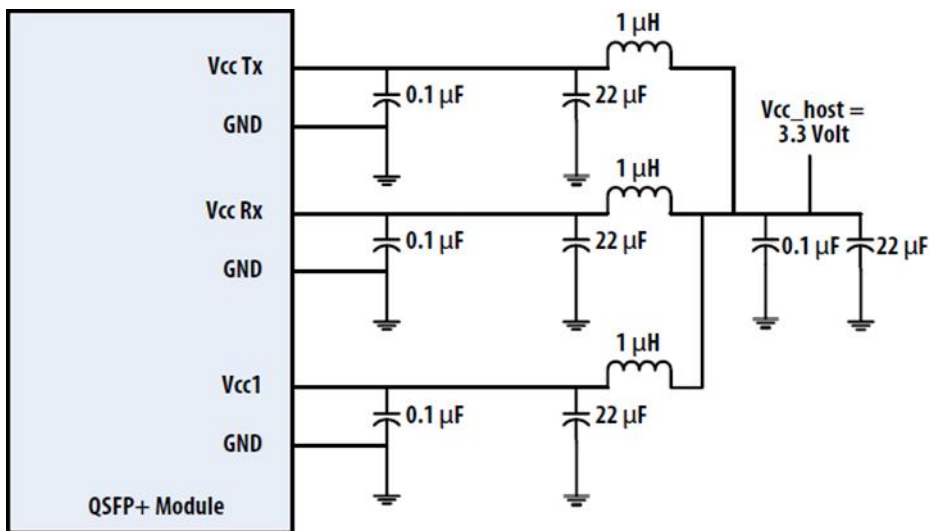 1 μH
Vcc Tx
0.1 μF
22 μF
GND
Vcc_host =
3.3 Volt
1 μH
Vcc Rx
0.1 μF
22 μF
0.1 μF
22 μF
GND
1 μH
Vcc1
0.1 μF
22 μF
GND
QSFP+ Module